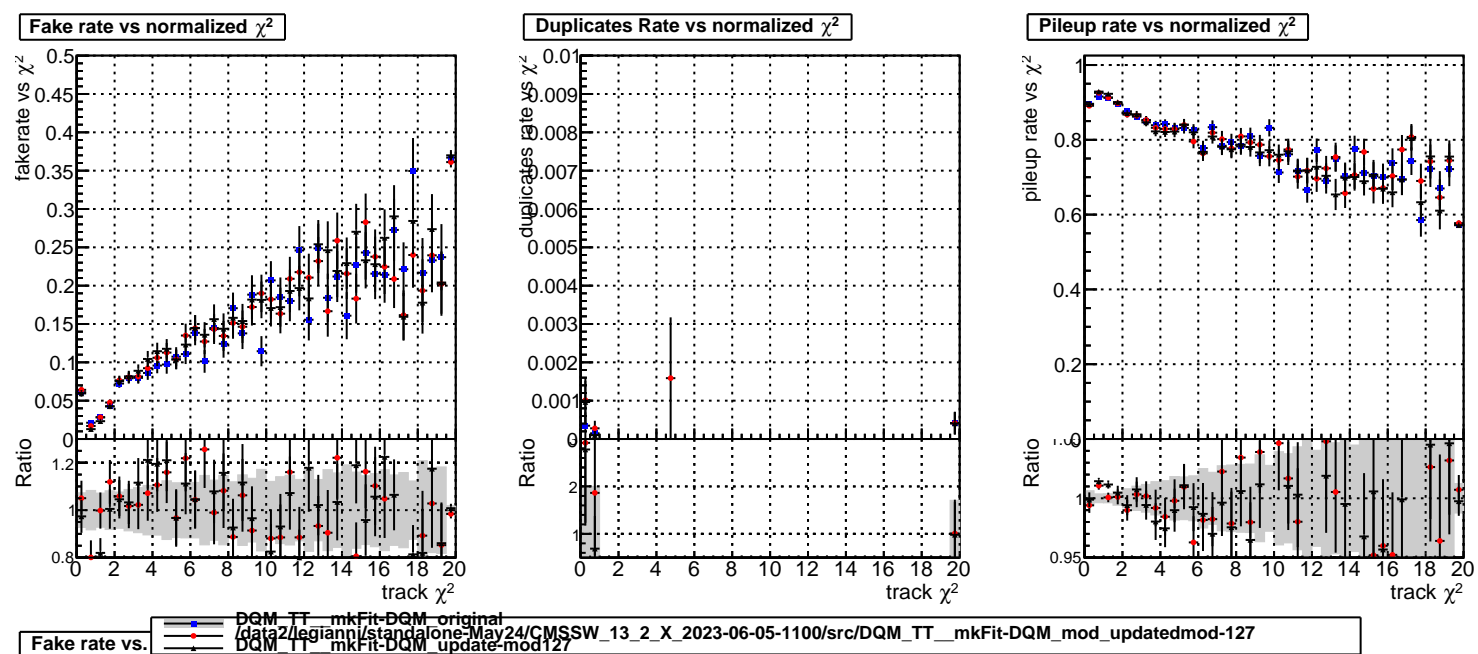 Fake rate vs normalized χ²
fakerate vs χ²
0.5
0.45
0.4
0.35
0.3
0.25
0.2
0.15
0.1
0.05
0
Ratio
1.2
1
0.8
0 2 4 6 8 10 12 14 16 18 20
track χ²
Duplicates Rate vs normalized χ²
duplicates rate vs χ²
0.01
0.009
0.008
0.007
0.006
0.005
0.004
0.003
0.002
0.001
0
Ratio
2
1
0 2 4 6 8 10 12 14 16 18 20
track χ²
Pileup rate vs normalized χ²
pileup rate vs χ²
1
0.8
0.6
0.4
0.2
0
Ratio
1
0.95
0 2 4 6 8 10 12 14 16 18 20
track χ²
Fake rate vs.
DQM_TT__mkFit-DQM_original
/data2/legianni/standalone-May24/CMSSW_13_2_X_2023-06-05-1100/src/DQM_TT__mkFit-DQM_mod_updatedmod-127
DQM_TT__mkFit-DQM_update-mod127